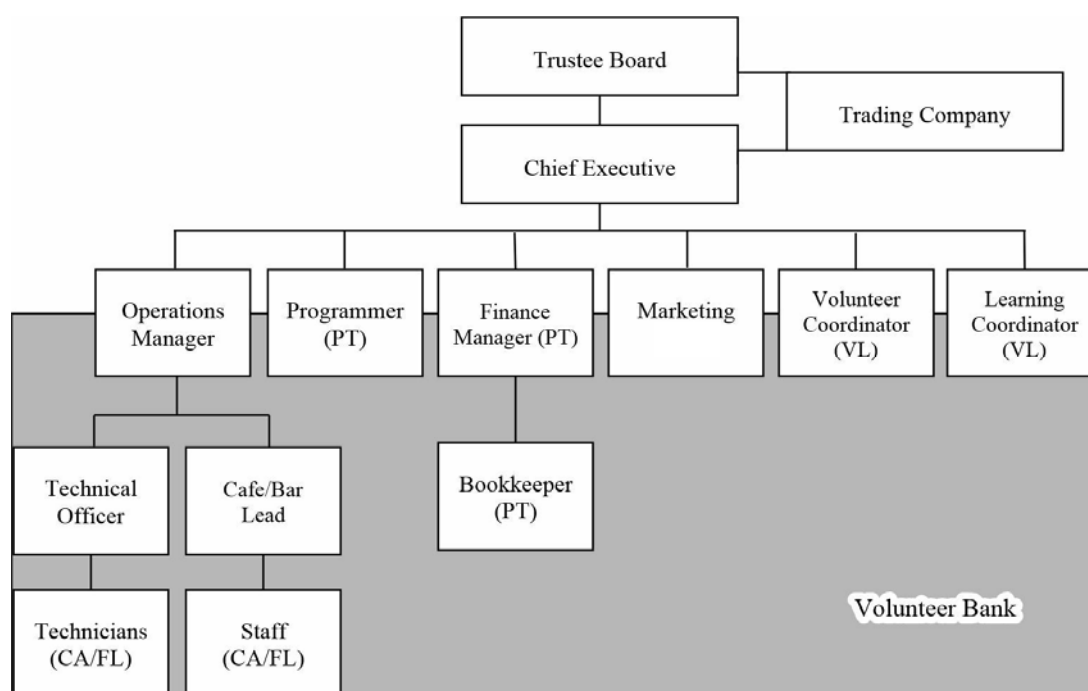 Trustee Board
Trading Company
Chief Executive
Operations
Manager
Programmer
(PT)
Finance
Manager (PT)
Marketing
Volunteer
Coordinator
(VL)
Learning
Coordinator
(VL)
Technical
Officer
Cafe/Bar
Lead
Bookkeeper
(PT)
Technicians
(CA/FL)
Staff
(CA/FL)
Volunteer Bank